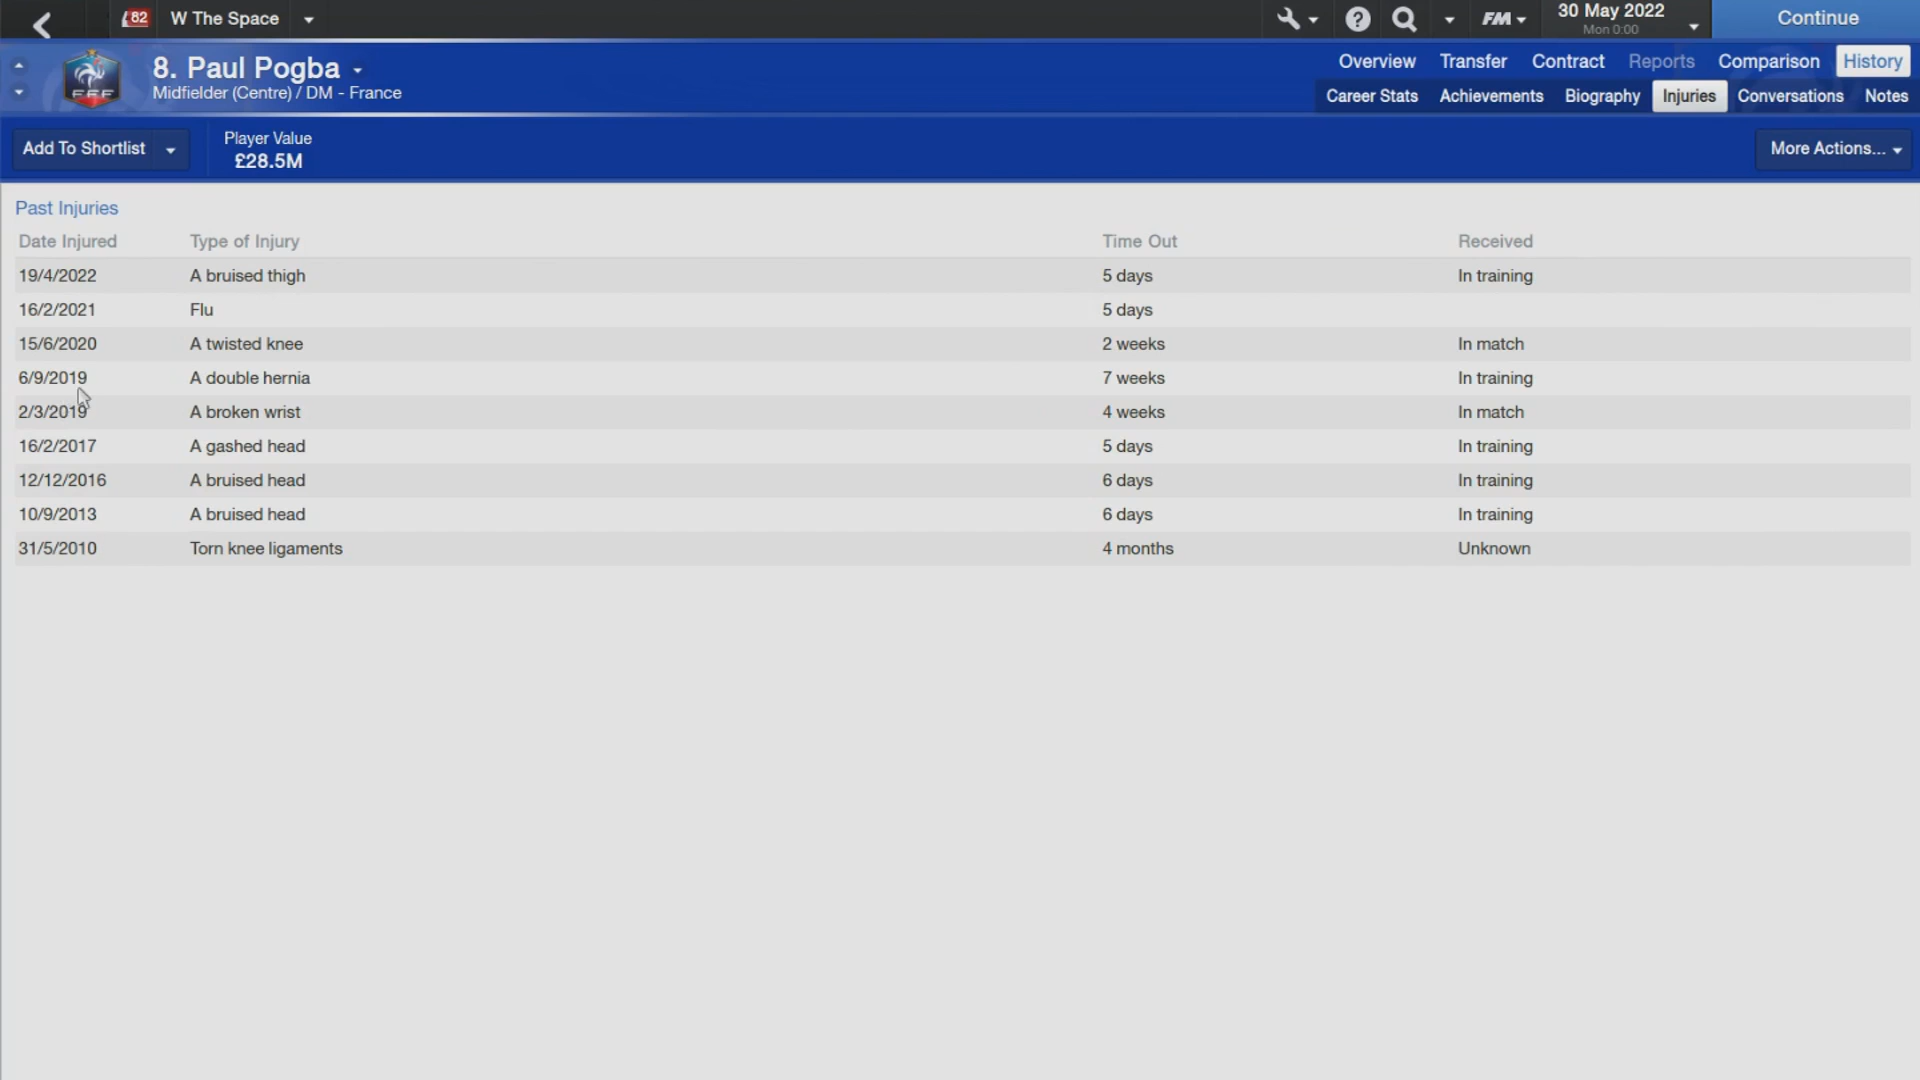 82 W The Space FM 30 May 2022 Continue
Mon 0:00
8. Paul Pogba
Midfielder (Centre) / DM - France
FFF
Overview Transfer Contract Reports Comparison History
Career Stats Achievements Biography Injuries Conversations Notes
Add To Shortlist
Player Value
£28.5M
More Actions...
Past Injuries
Date Injured Type of Injury Time Out Received
19/4/2022 A bruised thigh 5 days In training
16/2/2021 Flu 5 days
15/6/2020 A twisted knee 2 weeks In match
6/9/2019 A double hernia 7 weeks In training
2/3/2019 A broken wrist 4 weeks In match
16/2/2017 A gashed head 5 days In training
12/12/2016 A bruised head 6 days In training
10/9/2013 A bruised head 6 days In training
31/5/2010 Torn knee ligaments 4 months Unknown